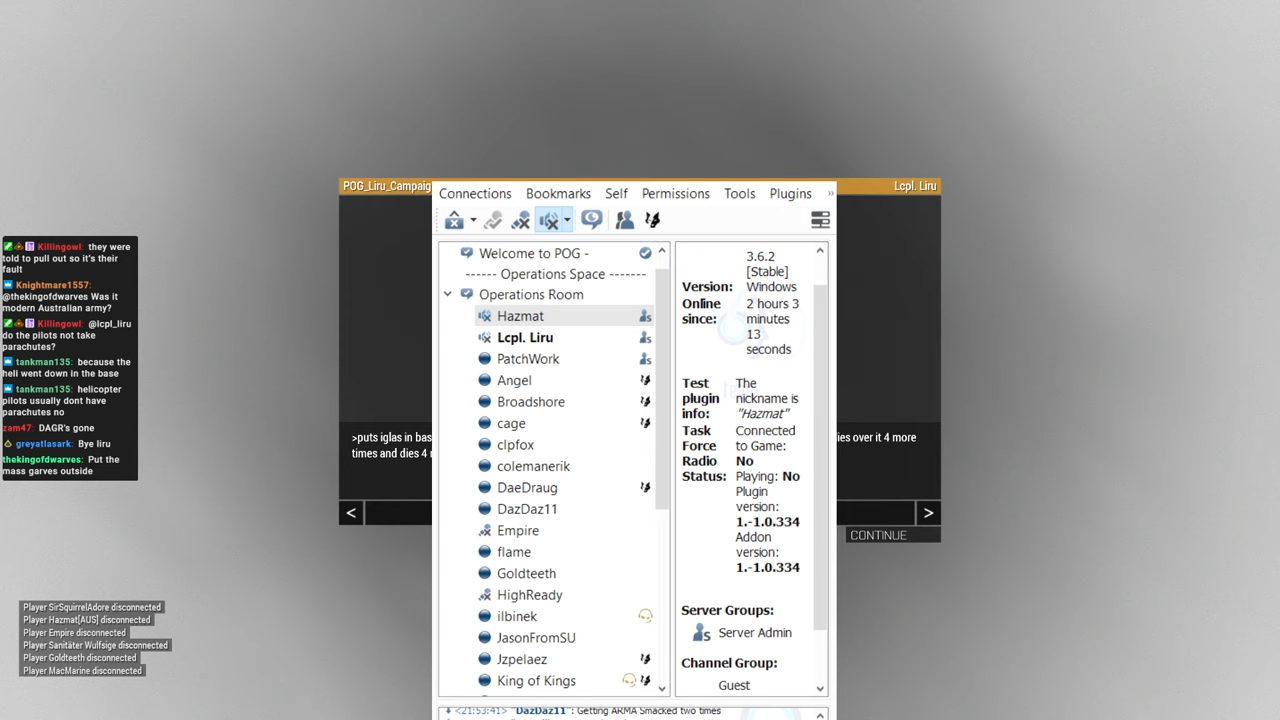 POG_Liru_Campaig
Lcpl. Liru
Connections Bookmarks Self Permissions Tools Plugins »
Welcome to POG -
------ Operations Space -------
Operations Room
Hazmat
Lcpl. Liru
PatchWork
Angel
Broadshore
cage
clpfox
colemanerik
DaeDraug
DazDaz11
Empire
flame
Goldteeth
HighReady
ilbinek
JasonFromSU
Jzpelaez
King of Kings
3.6.2
[Stable]
Version: Windows
Online 2 hours 3
since: minutes
13
seconds
Test The
plugin nickname is
info: "Hazmat"
Task Connected
Force to Game:
Radio No
Status: Playing: No
Plugin
version:
1.-1.0.334
Addon
version:
1.-1.0.334
Server Groups:
Server Admin
Channel Group:
Guest
<21:53:41> "DazDaz11": Getting ARMA Smacked two times
Killingowl: they were
told to pull out so it's their
fault
Knightmare1557:
@thekingofdwarves Was it
modern Australian army?
Killingowl: @lcpl_liru
do the pilots not take
parachutes?
tankman135: because the
heli went down in the base
tankman135: helicopter
pilots usually dont have
parachutes no
zam47: DAGR's gone
greyatlasark: Bye liru
thekingofdwarves: Put the
mass garves outside
>puts iglas in bas
ies over it 4 more
times and dies 4
<
>
CONTINUE
Player SirSquirrelAdore disconnected
Player Hazmat[AUS] disconnected
Player Empire disconnected
Player Sanitäter Wulfsige disconnected
Player Goldteeth disconnected
Player MacMarine disconnected